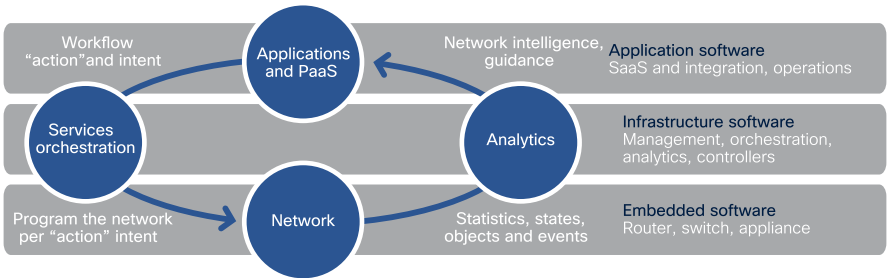 Workflow
“action”and intent
Applications
and PaaS
Network intelligence,
guidance
Application software
SaaS and integration, operations
Services
orchestration
Analytics
Infrastructure software
Management, orchestration,
analytics, controllers
Program the network
per “action” intent
Network
Statistics, states,
objects and events
Embedded software
Router, switch, appliance